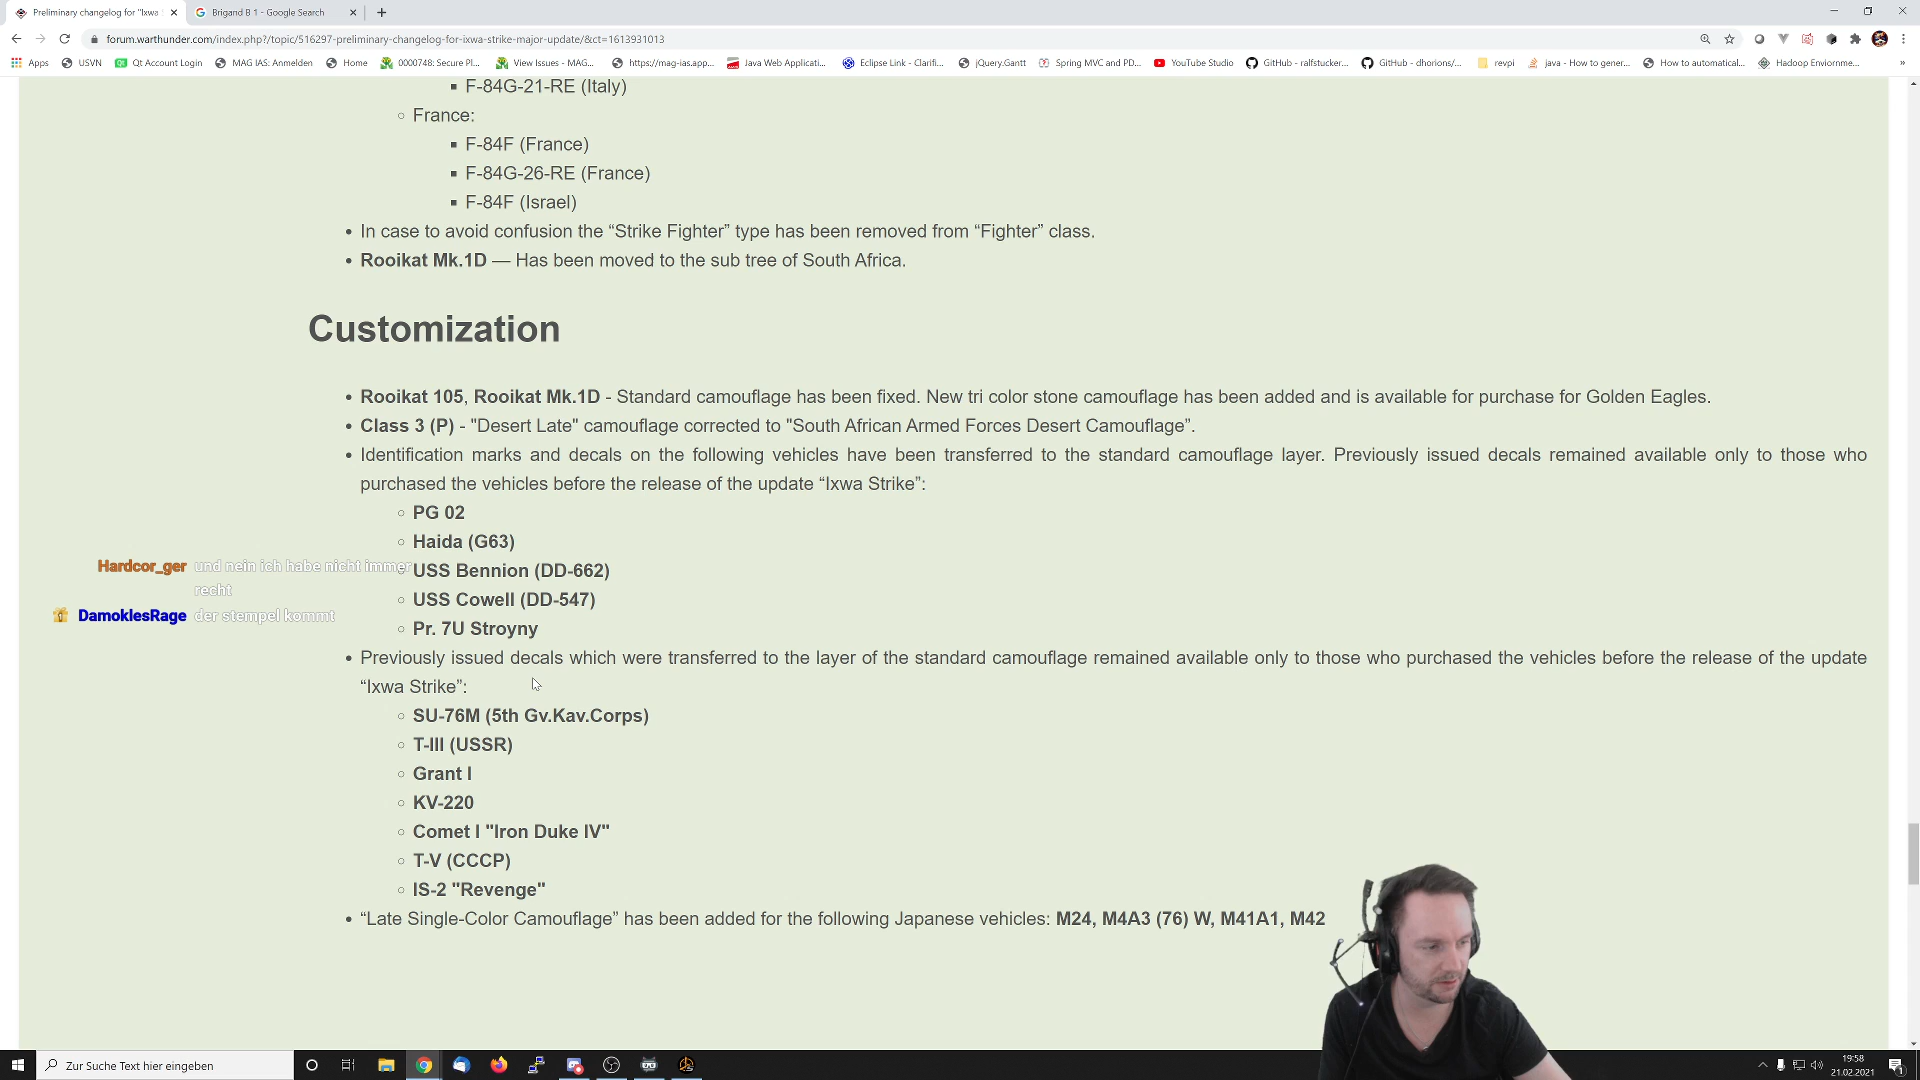 Preliminary changelog for "Ixwa S
Brigand B 1 - Google Search
forum.warthunder.com/index.php?/topic/516297-preliminary-changelog-for-ixwa-strike-major-update/&ct=1613931013
Apps USVN Qt Account Login MAG IAS: Anmelden Home 0000748: Secure Pl... View Issues - MAG... https://mag-ias.app... Java Web Applicati... Eclipse Link - Clarifi... jQuery.Gantt Spring MVC and PD... YouTube Studio GitHub - ralfstucker... GitHub - dhorions/... revpi java - How to gener... How to automatical... Hadoop Enviornme... »
F-84G-21-RE (Italy)
France:
F-84F (France)
F-84G-26-RE (France)
F-84F (Israel)
In case to avoid confusion the “Strike Fighter” type has been removed from “Fighter” class.
Rooikat Mk.1D — Has been moved to the sub tree of South Africa.
Customization
Rooikat 105, Rooikat Mk.1D - Standard camouflage has been fixed. New tri color stone camouflage has been added and is available for purchase for Golden Eagles.
Class 3 (P) - "Desert Late" camouflage corrected to "South African Armed Forces Desert Camouflage”.
Identification marks and decals on the following vehicles have been transferred to the standard camouflage layer. Previously issued decals remained available only to those who
purchased the vehicles before the release of the update “Ixwa Strike”:
PG 02
Haida (G63)
Hardcor_ger und nein ich habe nicht immer
recht
USS Bennion (DD-662)
USS Cowell (DD-547)
DamoklesRage der stempel kommt
Pr. 7U Stroyny
Previously issued decals which were transferred to the layer of the standard camouflage remained available only to those who purchased the vehicles before the release of the update
“Ixwa Strike”:
SU-76M (5th Gv.Kav.Corps)
T-III (USSR)
Grant I
KV-220
Comet I "Iron Duke IV"
T-V (CCCP)
IS-2 "Revenge"
“Late Single-Color Camouflage” has been added for the following Japanese vehicles: M24, M4A3 (76) W, M41A1, M42
Zur Suche Text hier eingeben
19:58
21.02.2021